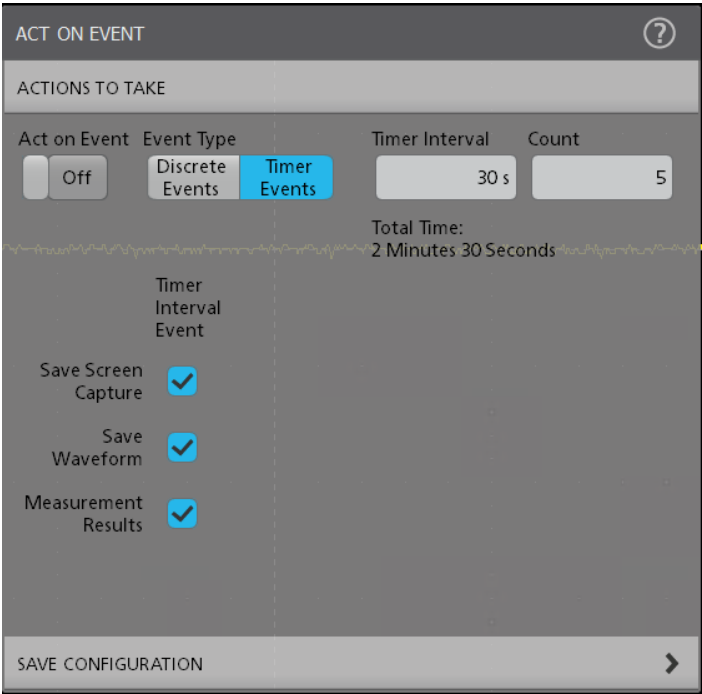 ACT ON EVENT
?
ACTIONS TO TAKE
Act on Event
Off
Event Type
Discrete
Events
Timer
Events
Timer Interval
30 s
Count
5
Total Time:
2 Minutes 30 Seconds
Timer
Interval
Event
Save Screen
Capture
Save
Waveform
Measurement
Results
SAVE CONFIGURATION